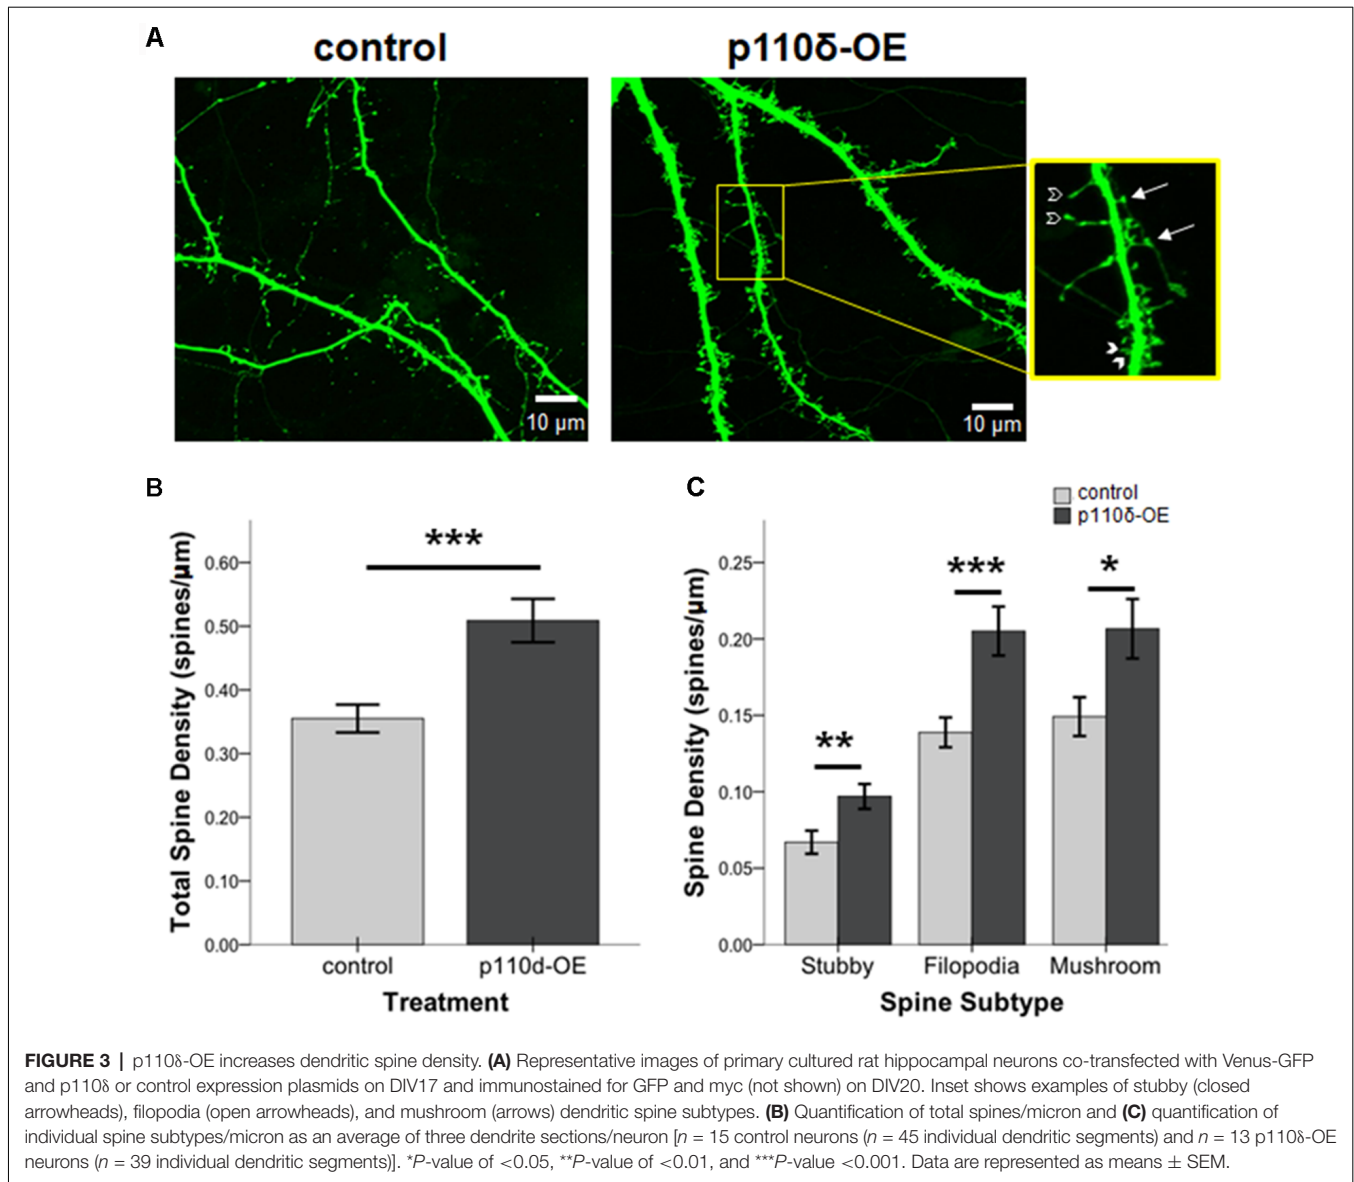 A
control
p110δ-OE
10 µm
10 µm
B
C
control
p110δ-OE
Total Spine Density (spines/µm)
0.60
0.50
0.40
0.30
0.20
0.10
0.00
***
control
p110d-OE
Treatment
Spine Density (spines/µm)
0.25
0.20
0.15
0.10
0.05
0.00
**
***
*
Stubby
Filopodia
Mushroom
Spine Subtype
FIGURE 3 | p110δ-OE increases dendritic spine density. (A) Representative images of primary cultured rat hippocampal neurons co-transfected with Venus-GFP
and p110δ or control expression plasmids on DIV17 and immunostained for GFP and myc (not shown) on DIV20. Inset shows examples of stubby (closed
arrowheads), filopodia (open arrowheads), and mushroom (arrows) dendritic spine subtypes. (B) Quantification of total spines/micron and (C) quantification of
individual spine subtypes/micron as an average of three dendrite sections/neuron [n = 15 control neurons (n = 45 individual dendritic segments) and n = 13 p110δ-OE
neurons (n = 39 individual dendritic segments)]. *P-value of <0.05, **P-value of <0.01, and ***P-value <0.001. Data are represented as means ± SEM.